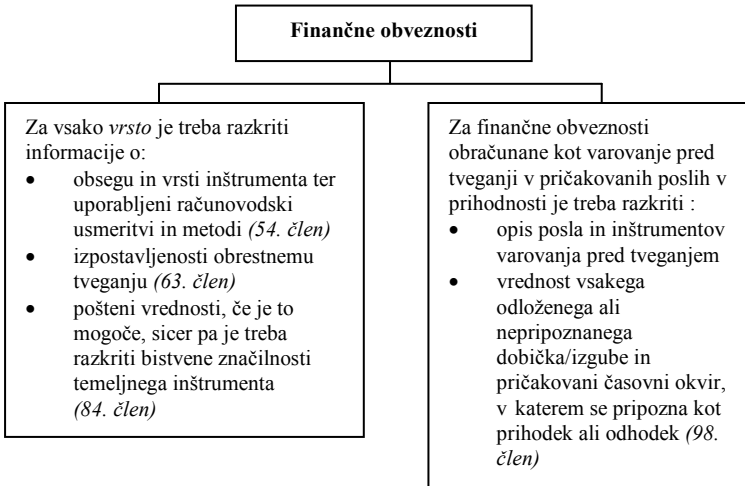 Finančne obveznosti
Za vsako vrsto je treba razkriti
informacije o:
• obsegu in vrsti inštrumenta ter
uporabljeni računovodski
usmeritvi in metodi (54. člen)
• izpostavljenosti obrestnemu
tveganju (63. člen)
• pošteni vrednosti, če je to
mogoče, sicer pa je treba
razkriti bistvene značilnosti
temeljnega inštrumenta
(84. člen)
Za finančne obveznosti
obračunane kot varovanje pred
tveganji v pričakovanih poslih v
prihodnosti je treba razkriti :
• opis posla in inštrumentov
varovanja pred tveganjem
• vrednost vsakega
odloženega ali
nepripoznanega
dobička/izgube in
pričakovani časovni okvir,
v katerem se pripozna kot
prihodek ali odhodek (98.
člen)